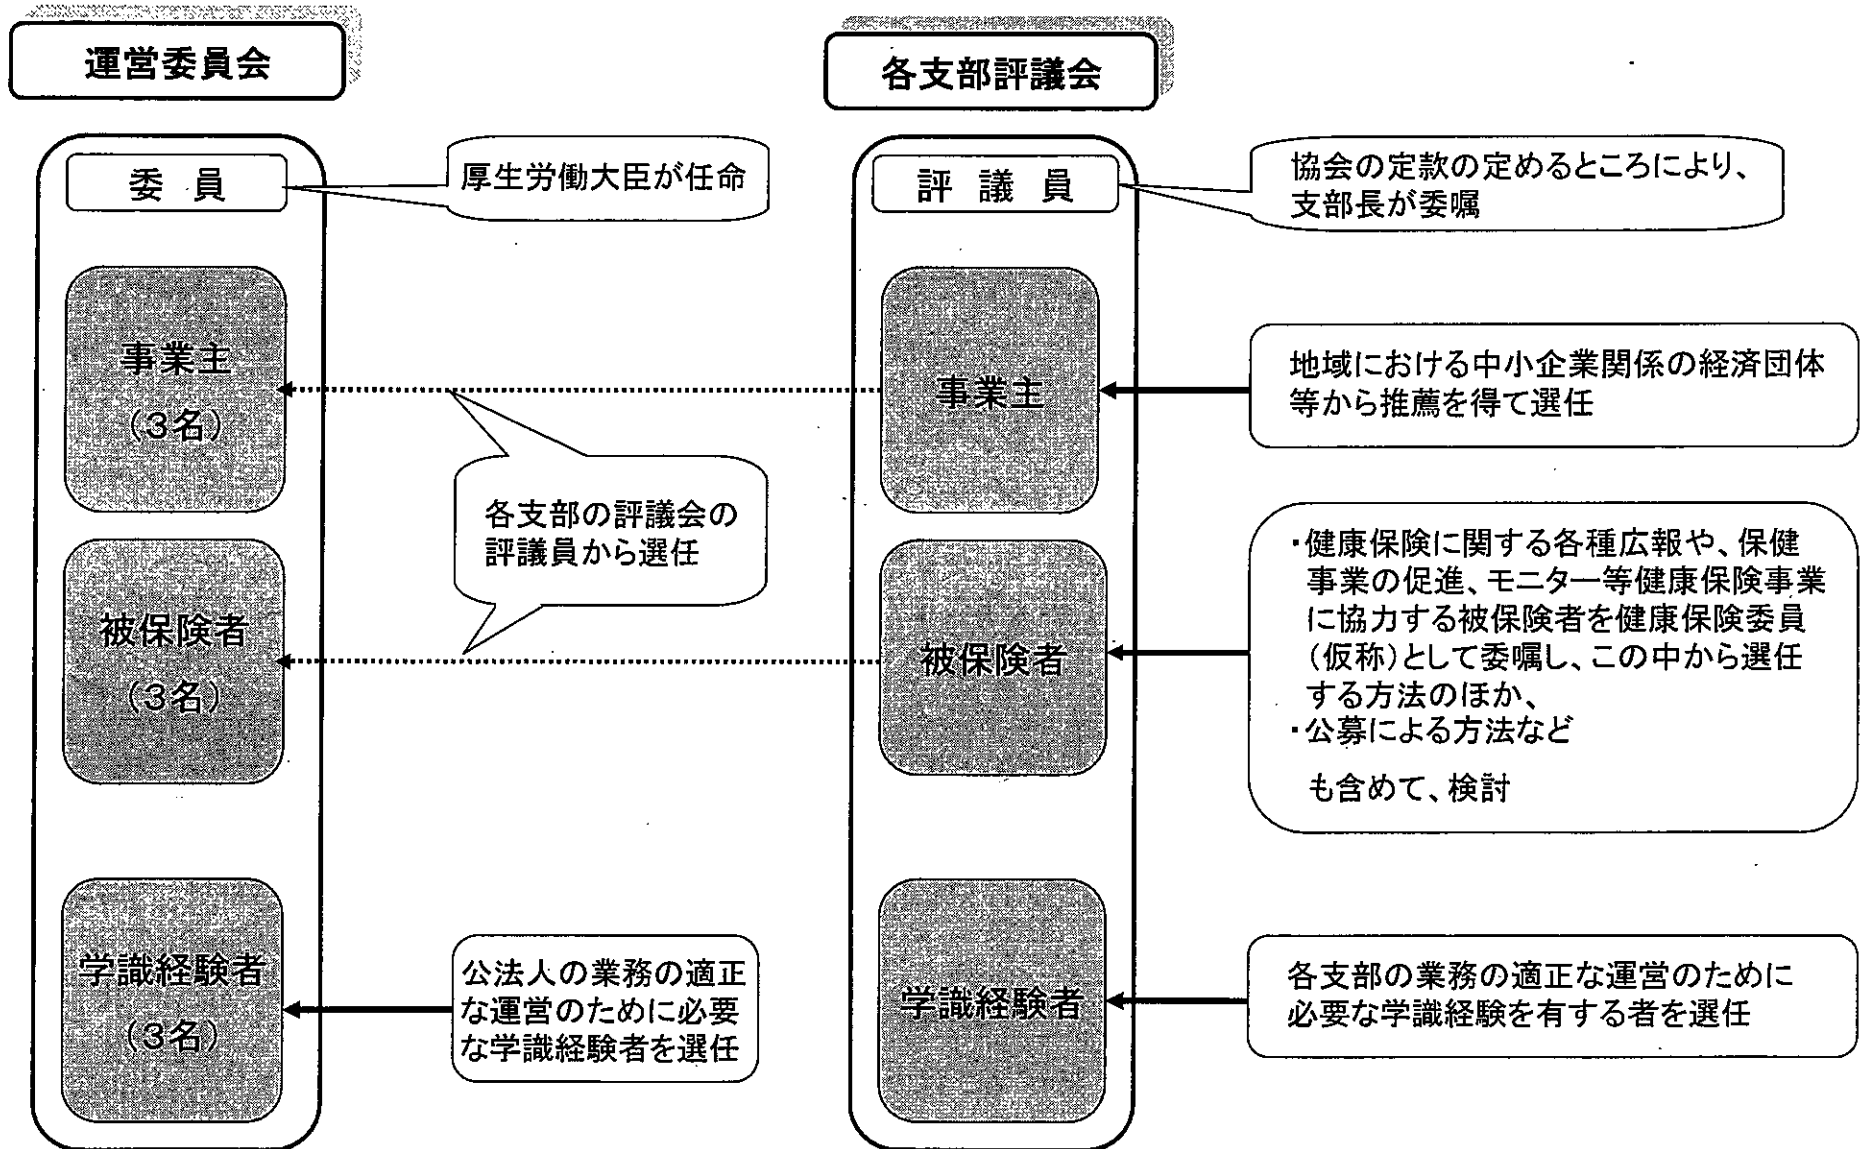 運営委員会
委員
厚生労働大臣が任命
事業主
(3名)
各支部の評議会の
評議員から選任
被保険者
(3名)
学識経験者
(3名)
公法人の業務の適正
な運営のために必要
な学識経験者を選任
各支部評議会
評議員
協会の定款の定めるところにより、
支部長が委嘱
事業主
地域における中小企業関係の経済団体
等から推薦を得て選任
被保険者
・健康保険に関する各種広報や、保健
事業の促進、モニター等健康保険事業
に協力する被保険者を健康保険委員
(仮称)として委嘱し、この中から選任
する方法のほか、
・公募による方法など
も含めて、検討
学識経験者
各支部の業務の適正な運営のために
必要な学識経験を有する者を選任